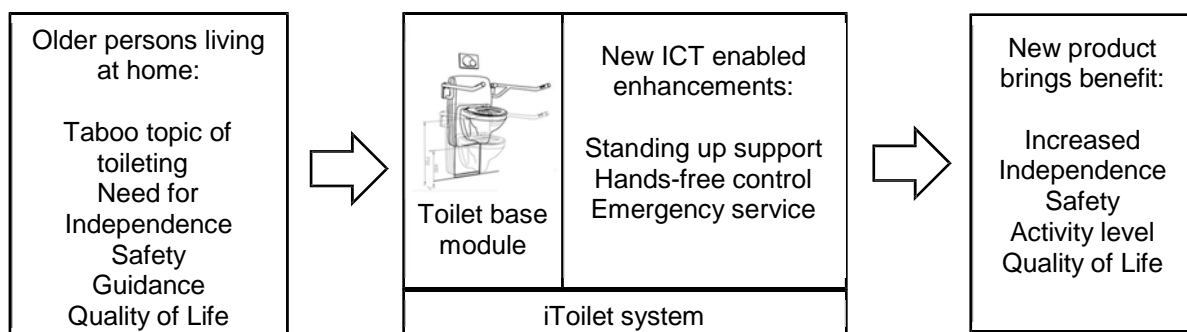 Older persons living
at home:
Taboo topic of
toileting
Need for
Independence
Safety
Guidance
Quality of Life
Toilet base
module
New ICT enabled
enhancements:
Standing up support
Hands-free control
Emergency service
iToilet system
New product
brings benefit:
Increased
Independence
Safety
Activity level
Quality of Life